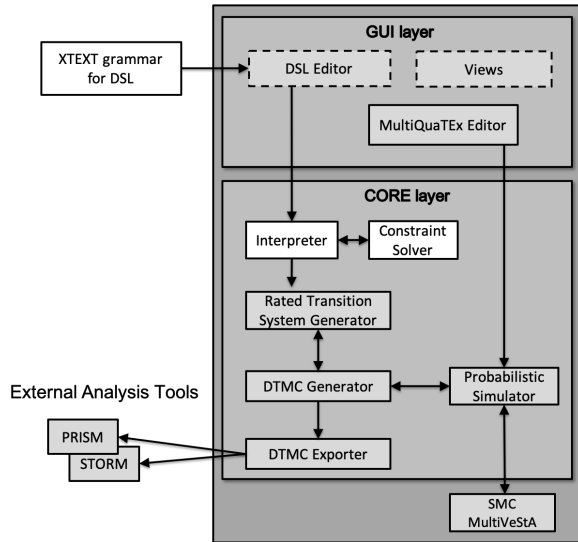 GUI layer
XTEXT grammar
for DSL
DSL Editor
Views
MultiQuaTEx Editor
CORE layer
Interpreter
Constraint
Solver
Rated Transition
System Generator
External Analysis Tools
DTMC Generator
Probabilistic
Simulator
PRISM
STORM
DTMC Exporter
SMC
MultiVeStA